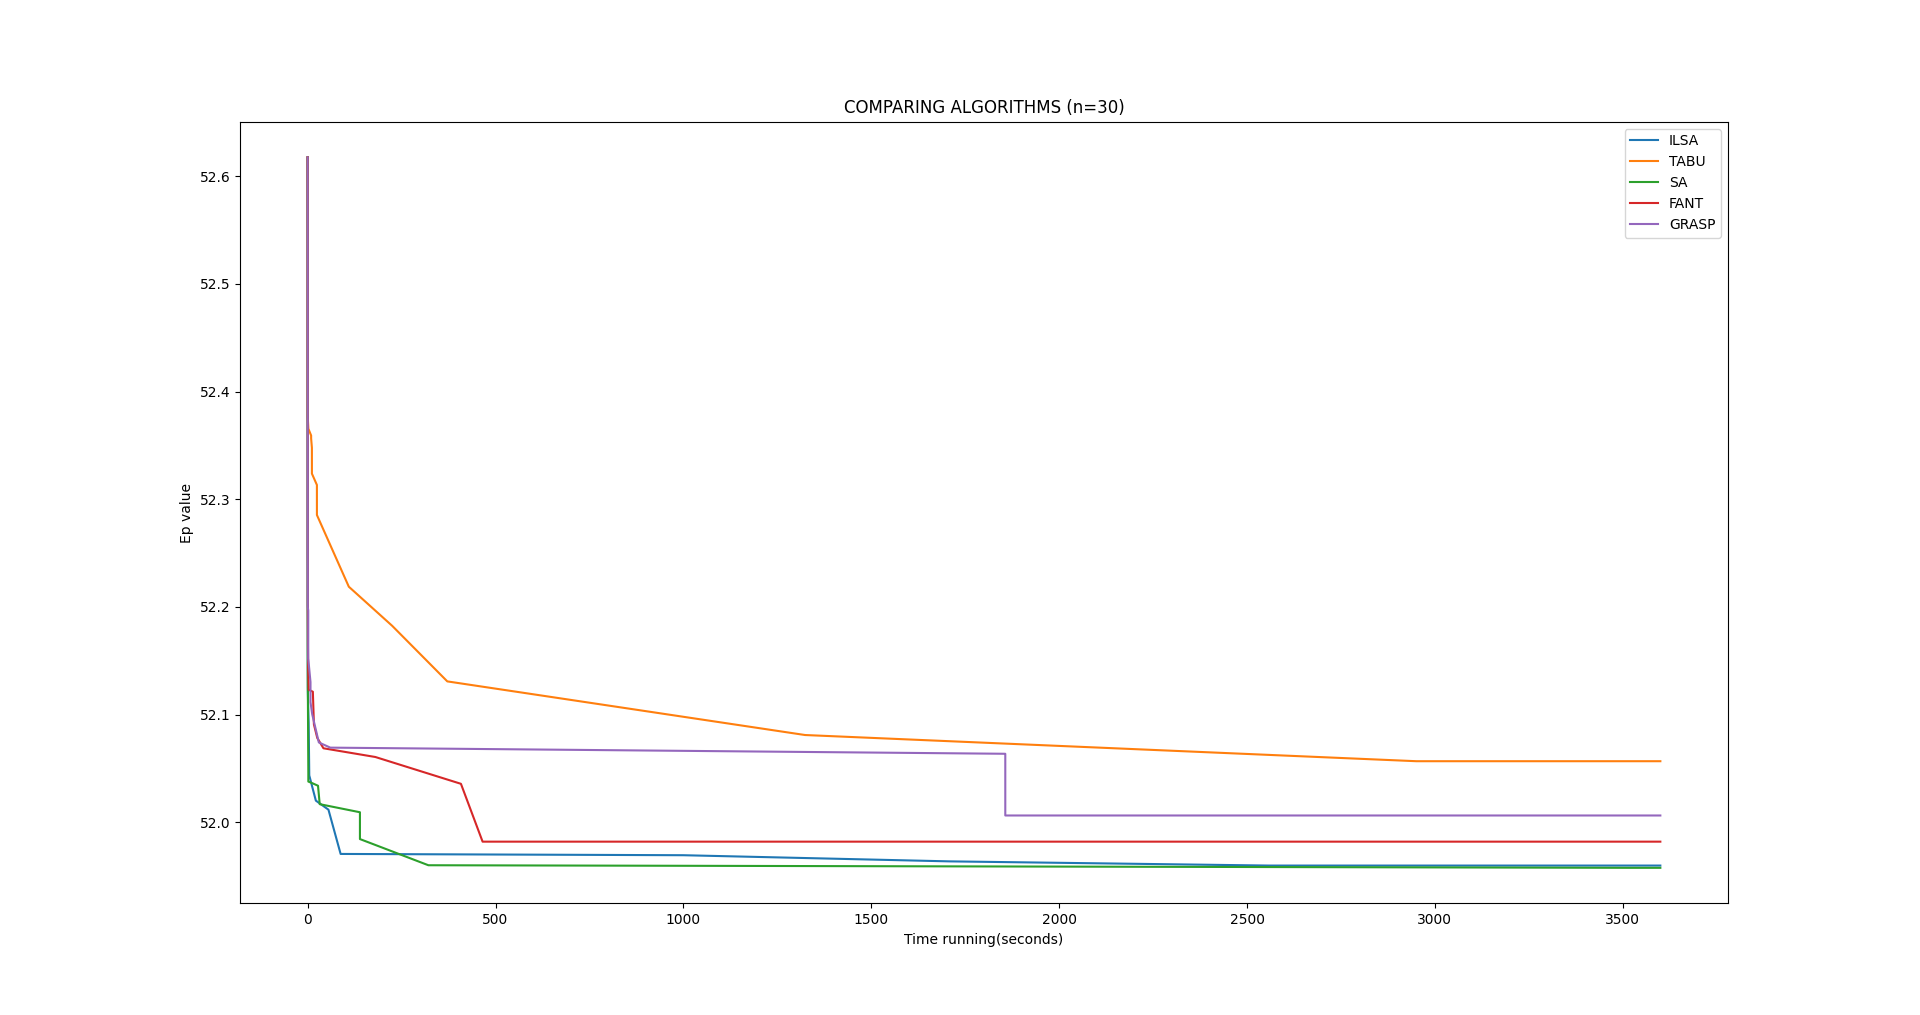 COMPARING ALGORITHMS (n=30)
ILSA
TABU
SA
FANT
GRASP
52.6
52.5
52.4
52.3
52.2
52.1
52.0
Ep value
0 500 1000 1500 2000 2500 3000 3500
Time running(seconds)